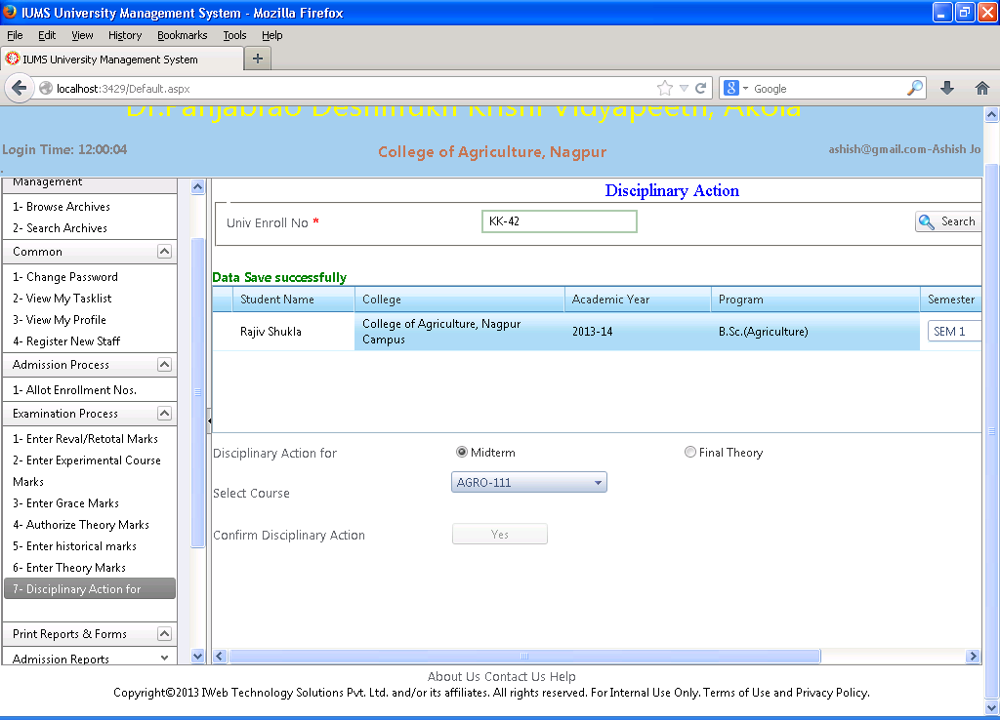 IUMS University Management System - Mozilla Firefox
File Edit View History Bookmarks Tools Help
IUMS University Management System +
localhost:3429/Default.aspx Google
Dr.Panjabrao Deshmukh Krishi Vidyapeeth, Akola
Login Time: 12:00:04 College of Agriculture, Nagpur ashish@gmail.com-Ashish Jo
Management
1- Browse Archives
2- Search Archives
Common
1- Change Password
2- View My Tasklist
3- View My Profile
4- Register New Staff
Admission Process
1- Allot Enrollment Nos.
Examination Process
1- Enter Reval/Retotal Marks
2- Enter Experimental Course
Marks
3- Enter Grace Marks
4- Authorize Theory Marks
5- Enter historical marks
6- Enter Theory Marks
7- Disciplinary Action for
Print Reports & Forms
Admission Reports
Disciplinary Action
Univ Enroll No * KK-42 Search
Data Save successfully
Student Name College Academic Year Program Semester
Rajiv Shukla College of Agriculture, Nagpur Campus 2013-14 B.Sc.(Agriculture) SEM 1
Disciplinary Action for Midterm Final Theory
Select Course AGRO-111
Confirm Disciplinary Action Yes
About Us Contact Us Help
Copyright©2013 IWeb Technology Solutions Pvt. Ltd. and/or its affiliates. All rights reserved. For Internal Use Only. Terms of Use and Privacy Policy.